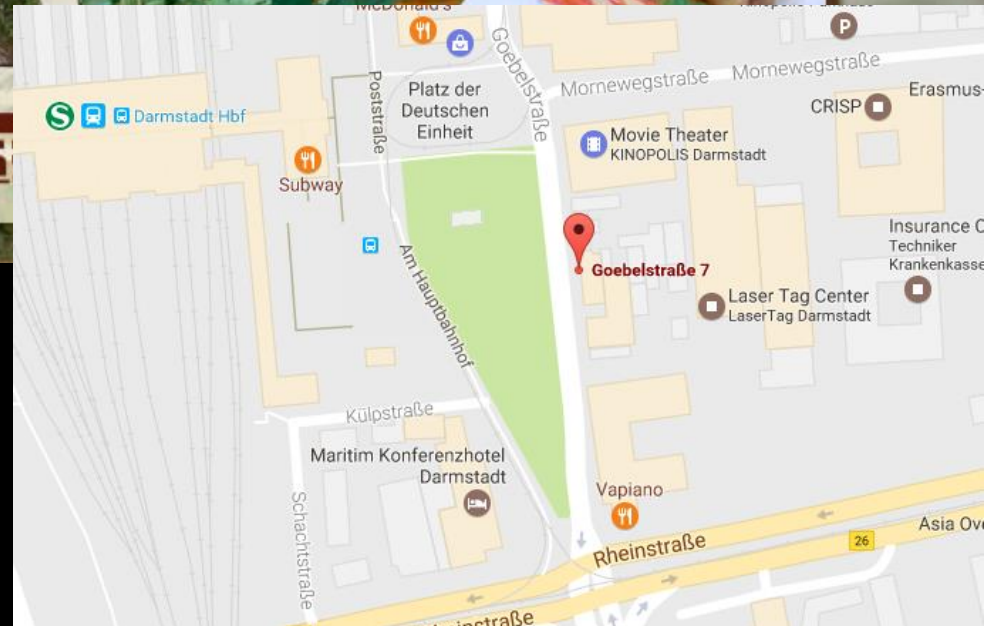 McDonald's
Goebelstraße
P
Poststraße
Platz der
Deutschen
Einheit
Mornewegstraße
Mornewegstraße
CRISP
Erasmus-
S
Darmstadt Hbf
Movie Theater
KINOPOLIS Darmstadt
Subway
Am Hauptbahnhof
Goebelstraße 7
Insurance C
Techniker
Krankenkasse
Laser Tag Center
LaserTag Darmstadt
Külpstraße
Maritim Konferenzhotel
Darmstadt
Schachtstraße
Vapiano
Rheinstraße
26
Asia Ov